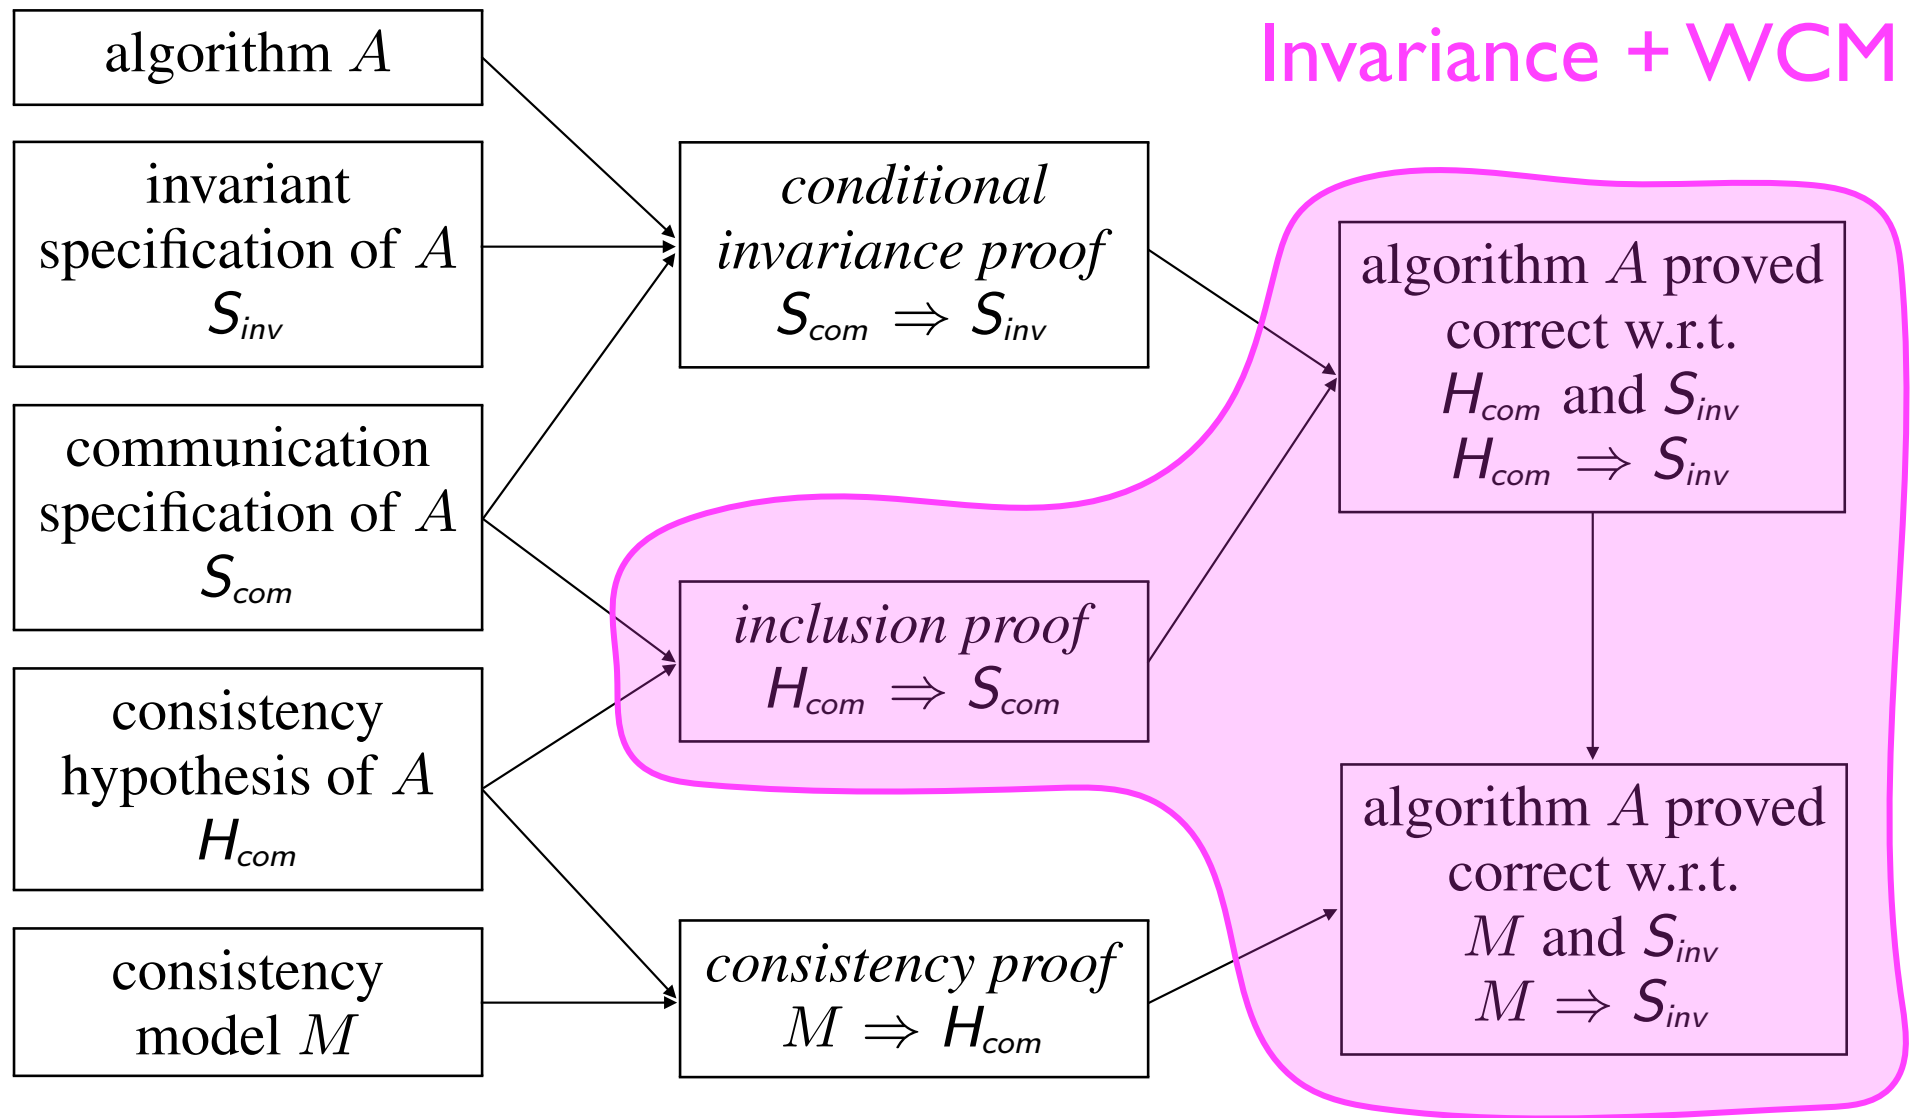 Invariance + WCM
algorithm A
invariant
specification of A
S_inv
communication
specification of A
S_com
consistency
hypothesis of A
H_com
consistency
model M
conditional
invariance proof
S_com ⇒ S_inv
inclusion proof
H_com ⇒ S_com
consistency proof
M ⇒ H_com
algorithm A proved
correct w.r.t.
H_com and S_inv
H_com ⇒ S_inv
algorithm A proved
correct w.r.t.
M and S_inv
M ⇒ S_inv